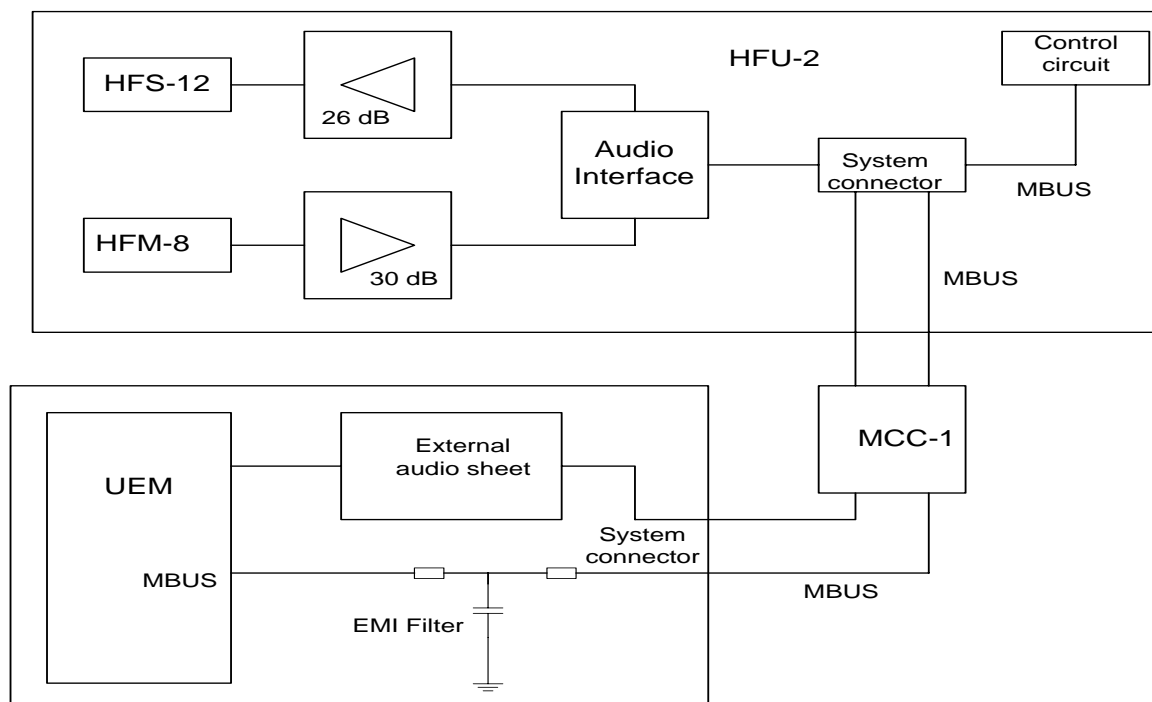 HFU-2
Control
circuit
HFS-12
26 dB
Audio
Interface
System
connector
MBUS
HFM-8
30 dB
MBUS
MCC-1
External
audio sheet
UEM
System
connector
MBUS
MBUS
EMI Filter